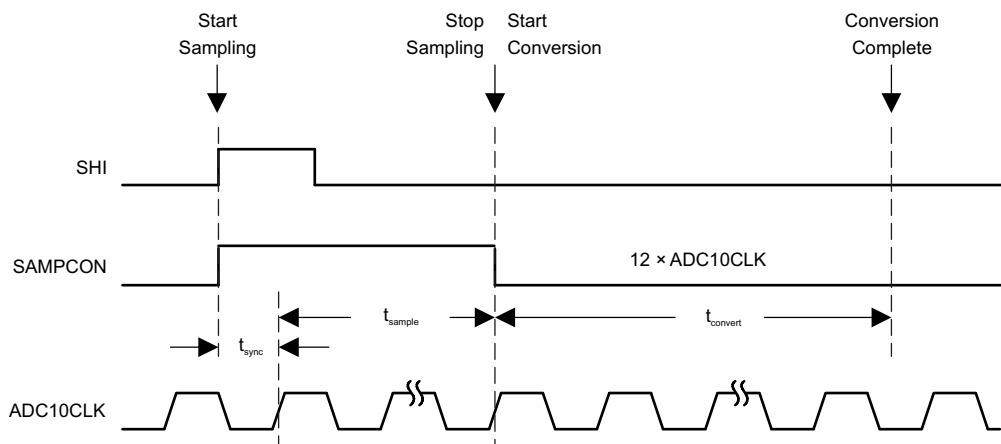 Start
Sampling
Stop
Sampling
Start
Conversion
Conversion
Complete
SHI
SAMPCON
12 × ADC10CLK
tsample
tconvert
tsync
ADC10CLK